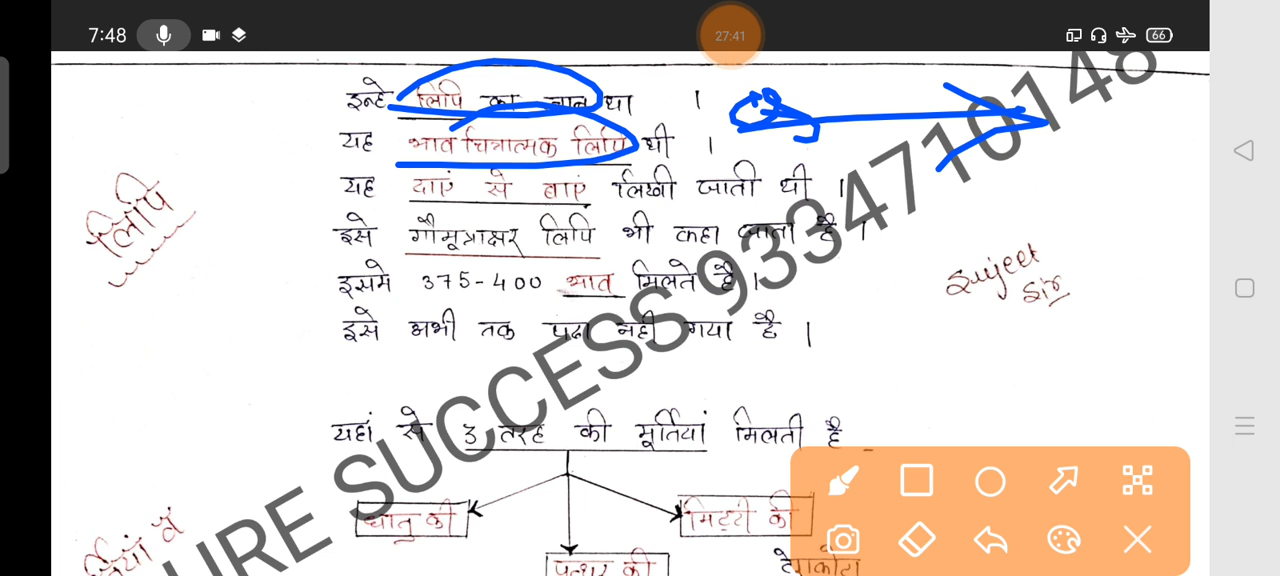 7:48
27:41
66
इन्हे लिपि का ज्ञान था ।
यह भाव चित्रात्मक लिपि थी ।
यह दाएं से बाएं लिखी जाती थी ।
इसे गौमूत्राक्षर लिपि भी कहा जाता है ।
इसमे 375-400 भाव मिलते है ।
इसे अभी तक पढा नही गया है ।
लिपि
Sujeet
Sir
URE SUCCESS 9334710148
यहां से 3 तरह की मूर्तियां मिलती है
धातु की
मिट्टी की
पत्थर की
टेराकोटा